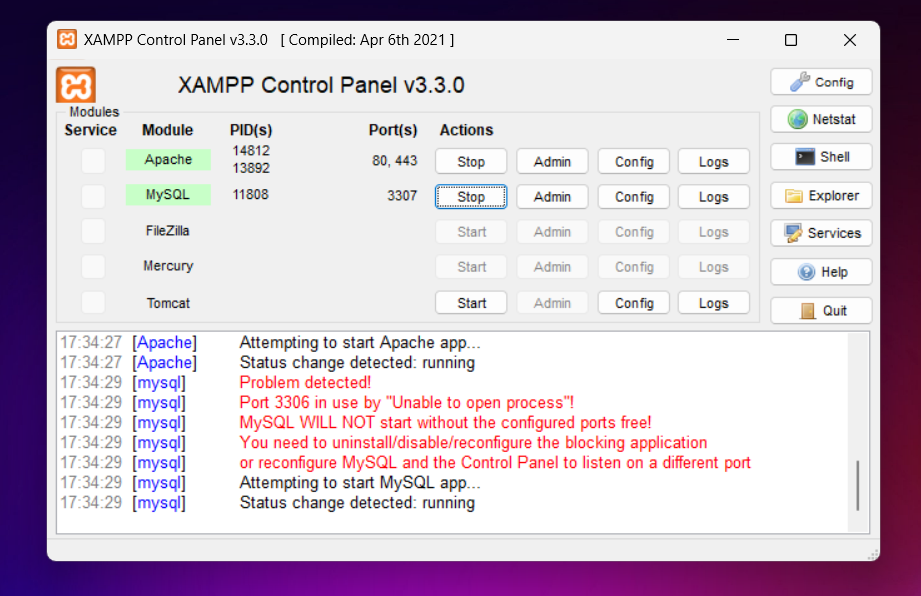 XAMPP Control Panel v3.3.0 [ Compiled: Apr 6th 2021 ]
XAMPP Control Panel v3.3.0
Config
Modules
Service Module PID(s) Port(s) Actions
Netstat
Apache 14812 13892 80, 443 Stop Admin Config Logs
Shell
MySQL 11808 3307 Stop Admin Config Logs
Explorer
FileZilla Start Admin Config Logs
Services
Mercury Start Admin Config Logs
Help
Tomcat Start Admin Config Logs
Quit
17:34:27 [Apache] Attempting to start Apache app...
17:34:27 [Apache] Status change detected: running
17:34:29 [mysql] Problem detected!
17:34:29 [mysql] Port 3306 in use by "Unable to open process"!
17:34:29 [mysql] MySQL WILL NOT start without the configured ports free!
17:34:29 [mysql] You need to uninstall/disable/reconfigure the blocking application
17:34:29 [mysql] or reconfigure MySQL and the Control Panel to listen on a different port
17:34:29 [mysql] Attempting to start MySQL app...
17:34:29 [mysql] Status change detected: running